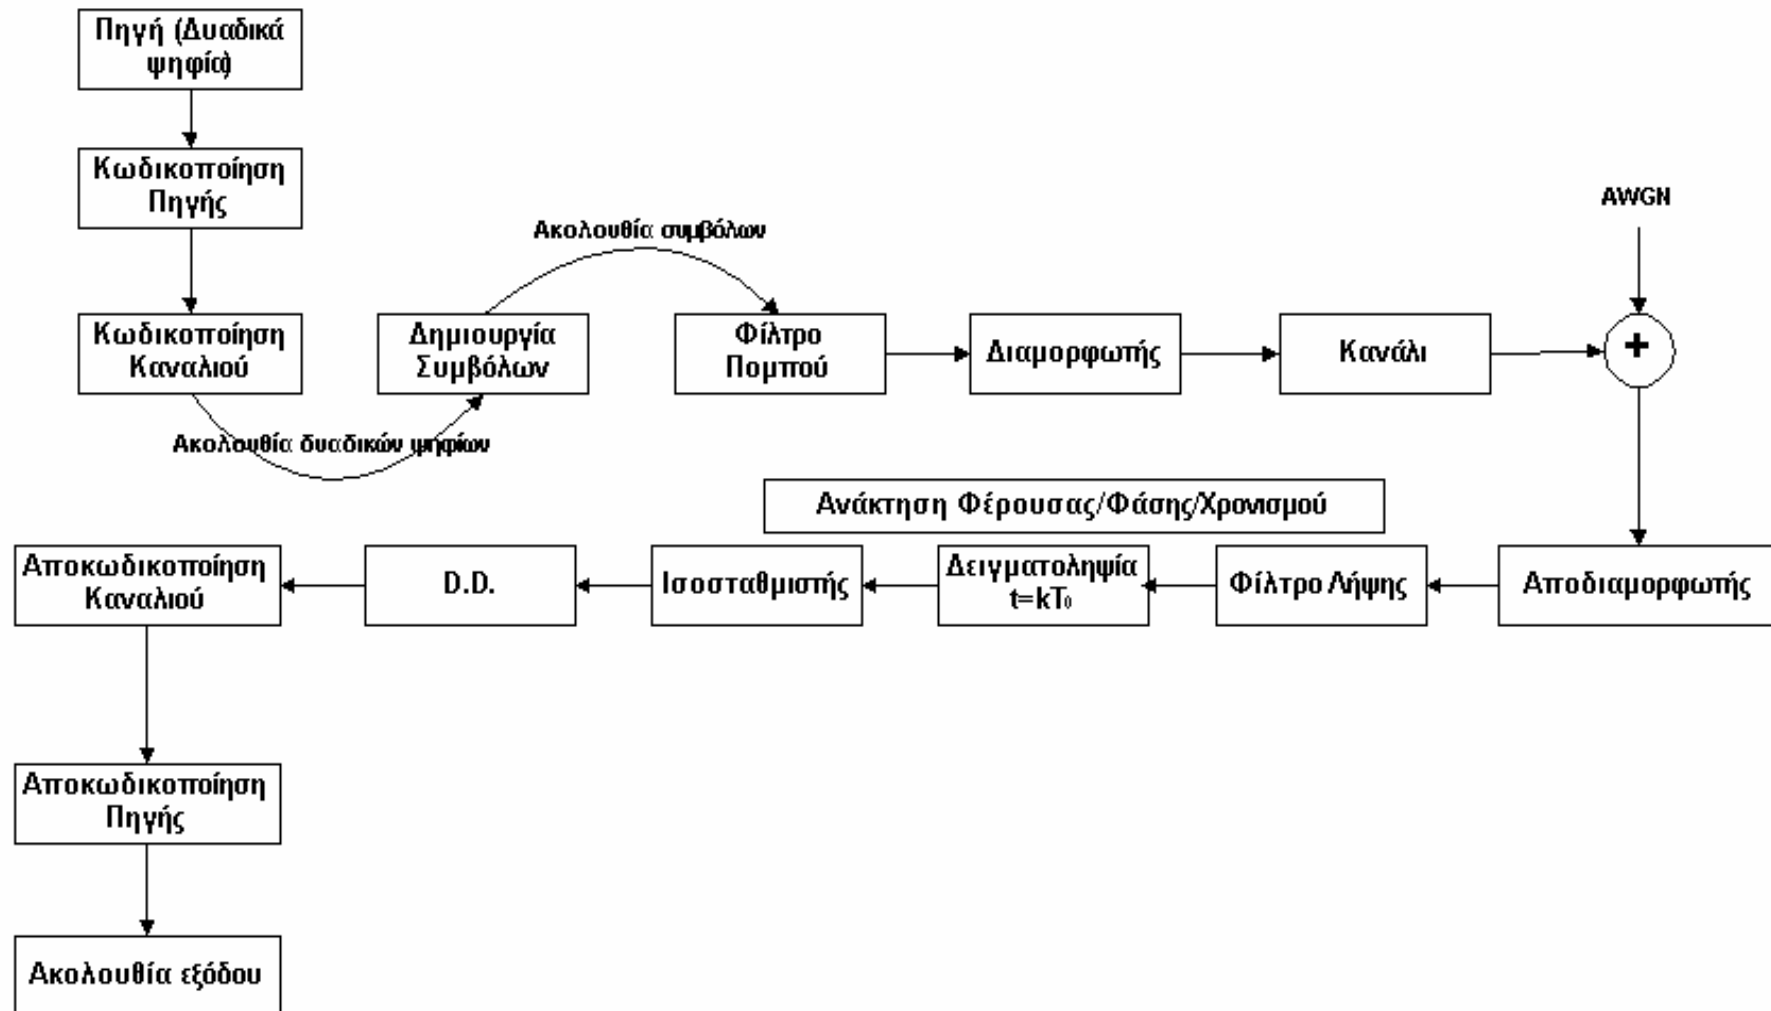 Πηγή (Δυαδικά
ψηφία)
Κωδικοποίηση
Πηγής
AWGN
Ακολουθία συμβόλων
Κωδικοποίηση
Καναλιού
Δημιουργία
Συμβόλων
Φίλτρο
Πομπού
Διαμορφωτής
Κανάλι
+
Ακολουθία δυαδικών ψηφίων
Ανάκτηση Φέρουσας/Φάσης/Χρονισμού
Αποδιαμορφωτής
Φίλτρο Λήψης
Δειγματοληψία
t=kT₀
Ισοσταθμιστής
D.D.
Αποκωδικοποίηση
Καναλιού
Αποκωδικοποίηση
Πηγής
Ακολουθία εξόδου